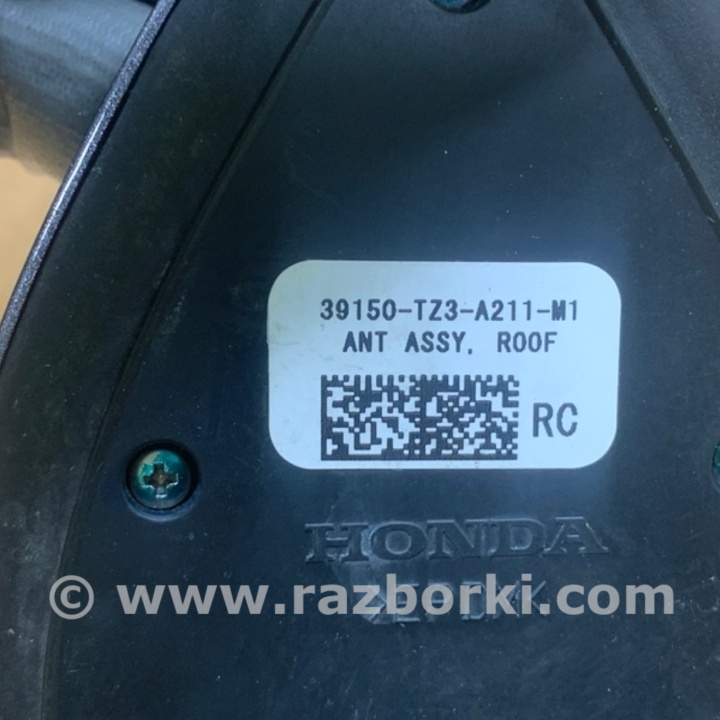 39150-TZ3-A211-M1
ANT ASSY, ROOF
RC
HONDA
© www.razborki.com